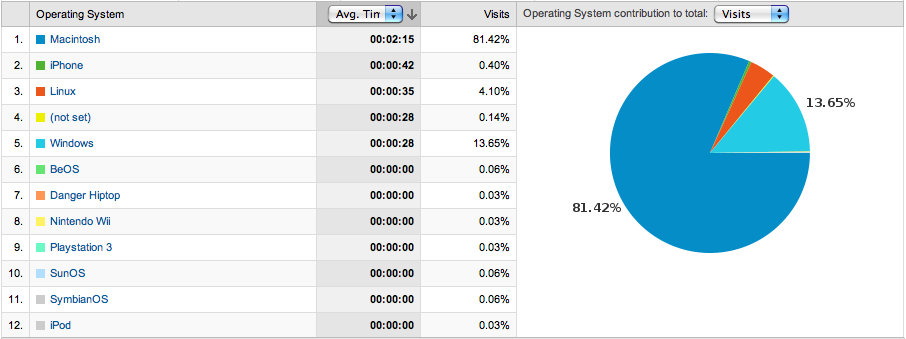 Operating System Avg. Tin Visits Operating System contribution to total: Visits
1. Macintosh 00:02:15 81.42%
2. iPhone 00:00:42 0.40%
3. Linux 00:00:35 4.10%
4. (not set) 00:00:28 0.14%
5. Windows 00:00:28 13.65%
6. BeOS 00:00:00 0.06%
7. Danger Hiptop 00:00:00 0.03%
8. Nintendo Wii 00:00:00 0.03%
9. Playstation 3 00:00:00 0.03%
10. SunOS 00:00:00 0.06%
11. SymbianOS 00:00:00 0.06%
12. iPod 00:00:00 0.03%
13.65%
81.42%